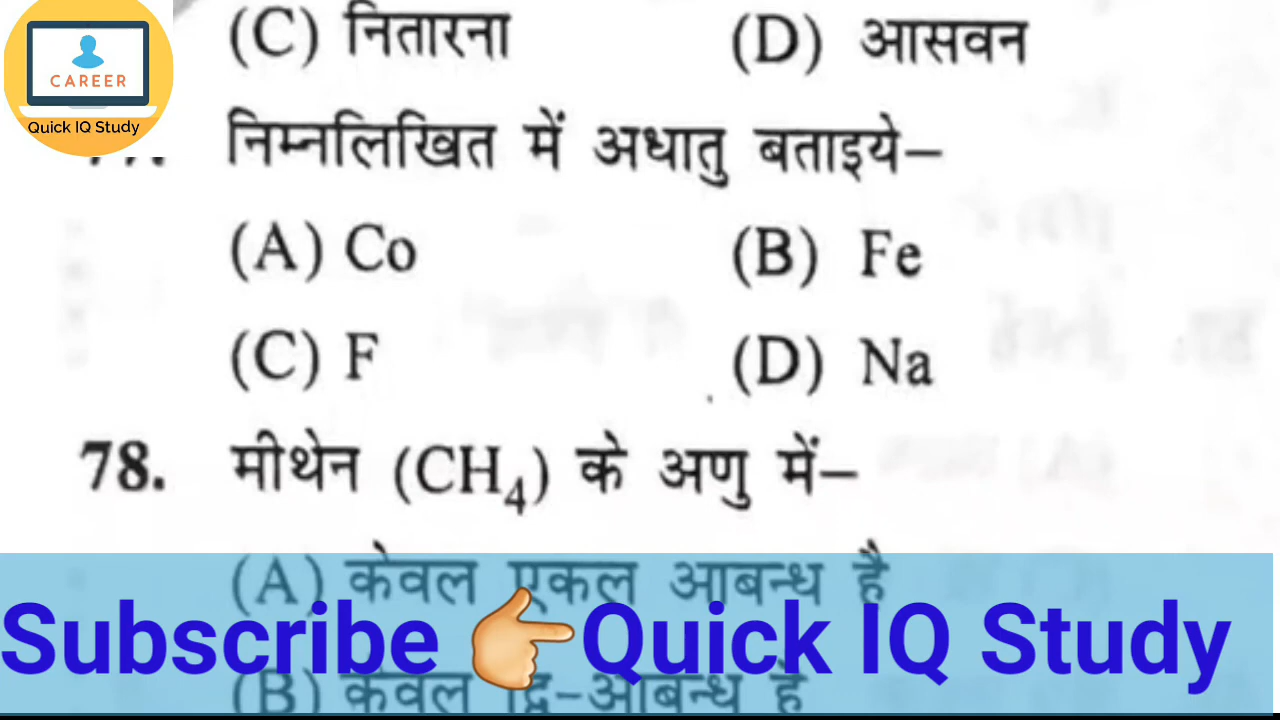 (C) नितारना (D) आसवन
CAREER
Quick IQ Study
निम्नलिखित में अधातु बताइये–
(A) Co (B) Fe
(C) F (D) Na
78. मीथेन (CH₄) के अणु में–
(A) केवल एकल आबन्ध है
Subscribe 👉 Quick IQ Study
(B) केवल द्वि-आबन्ध है